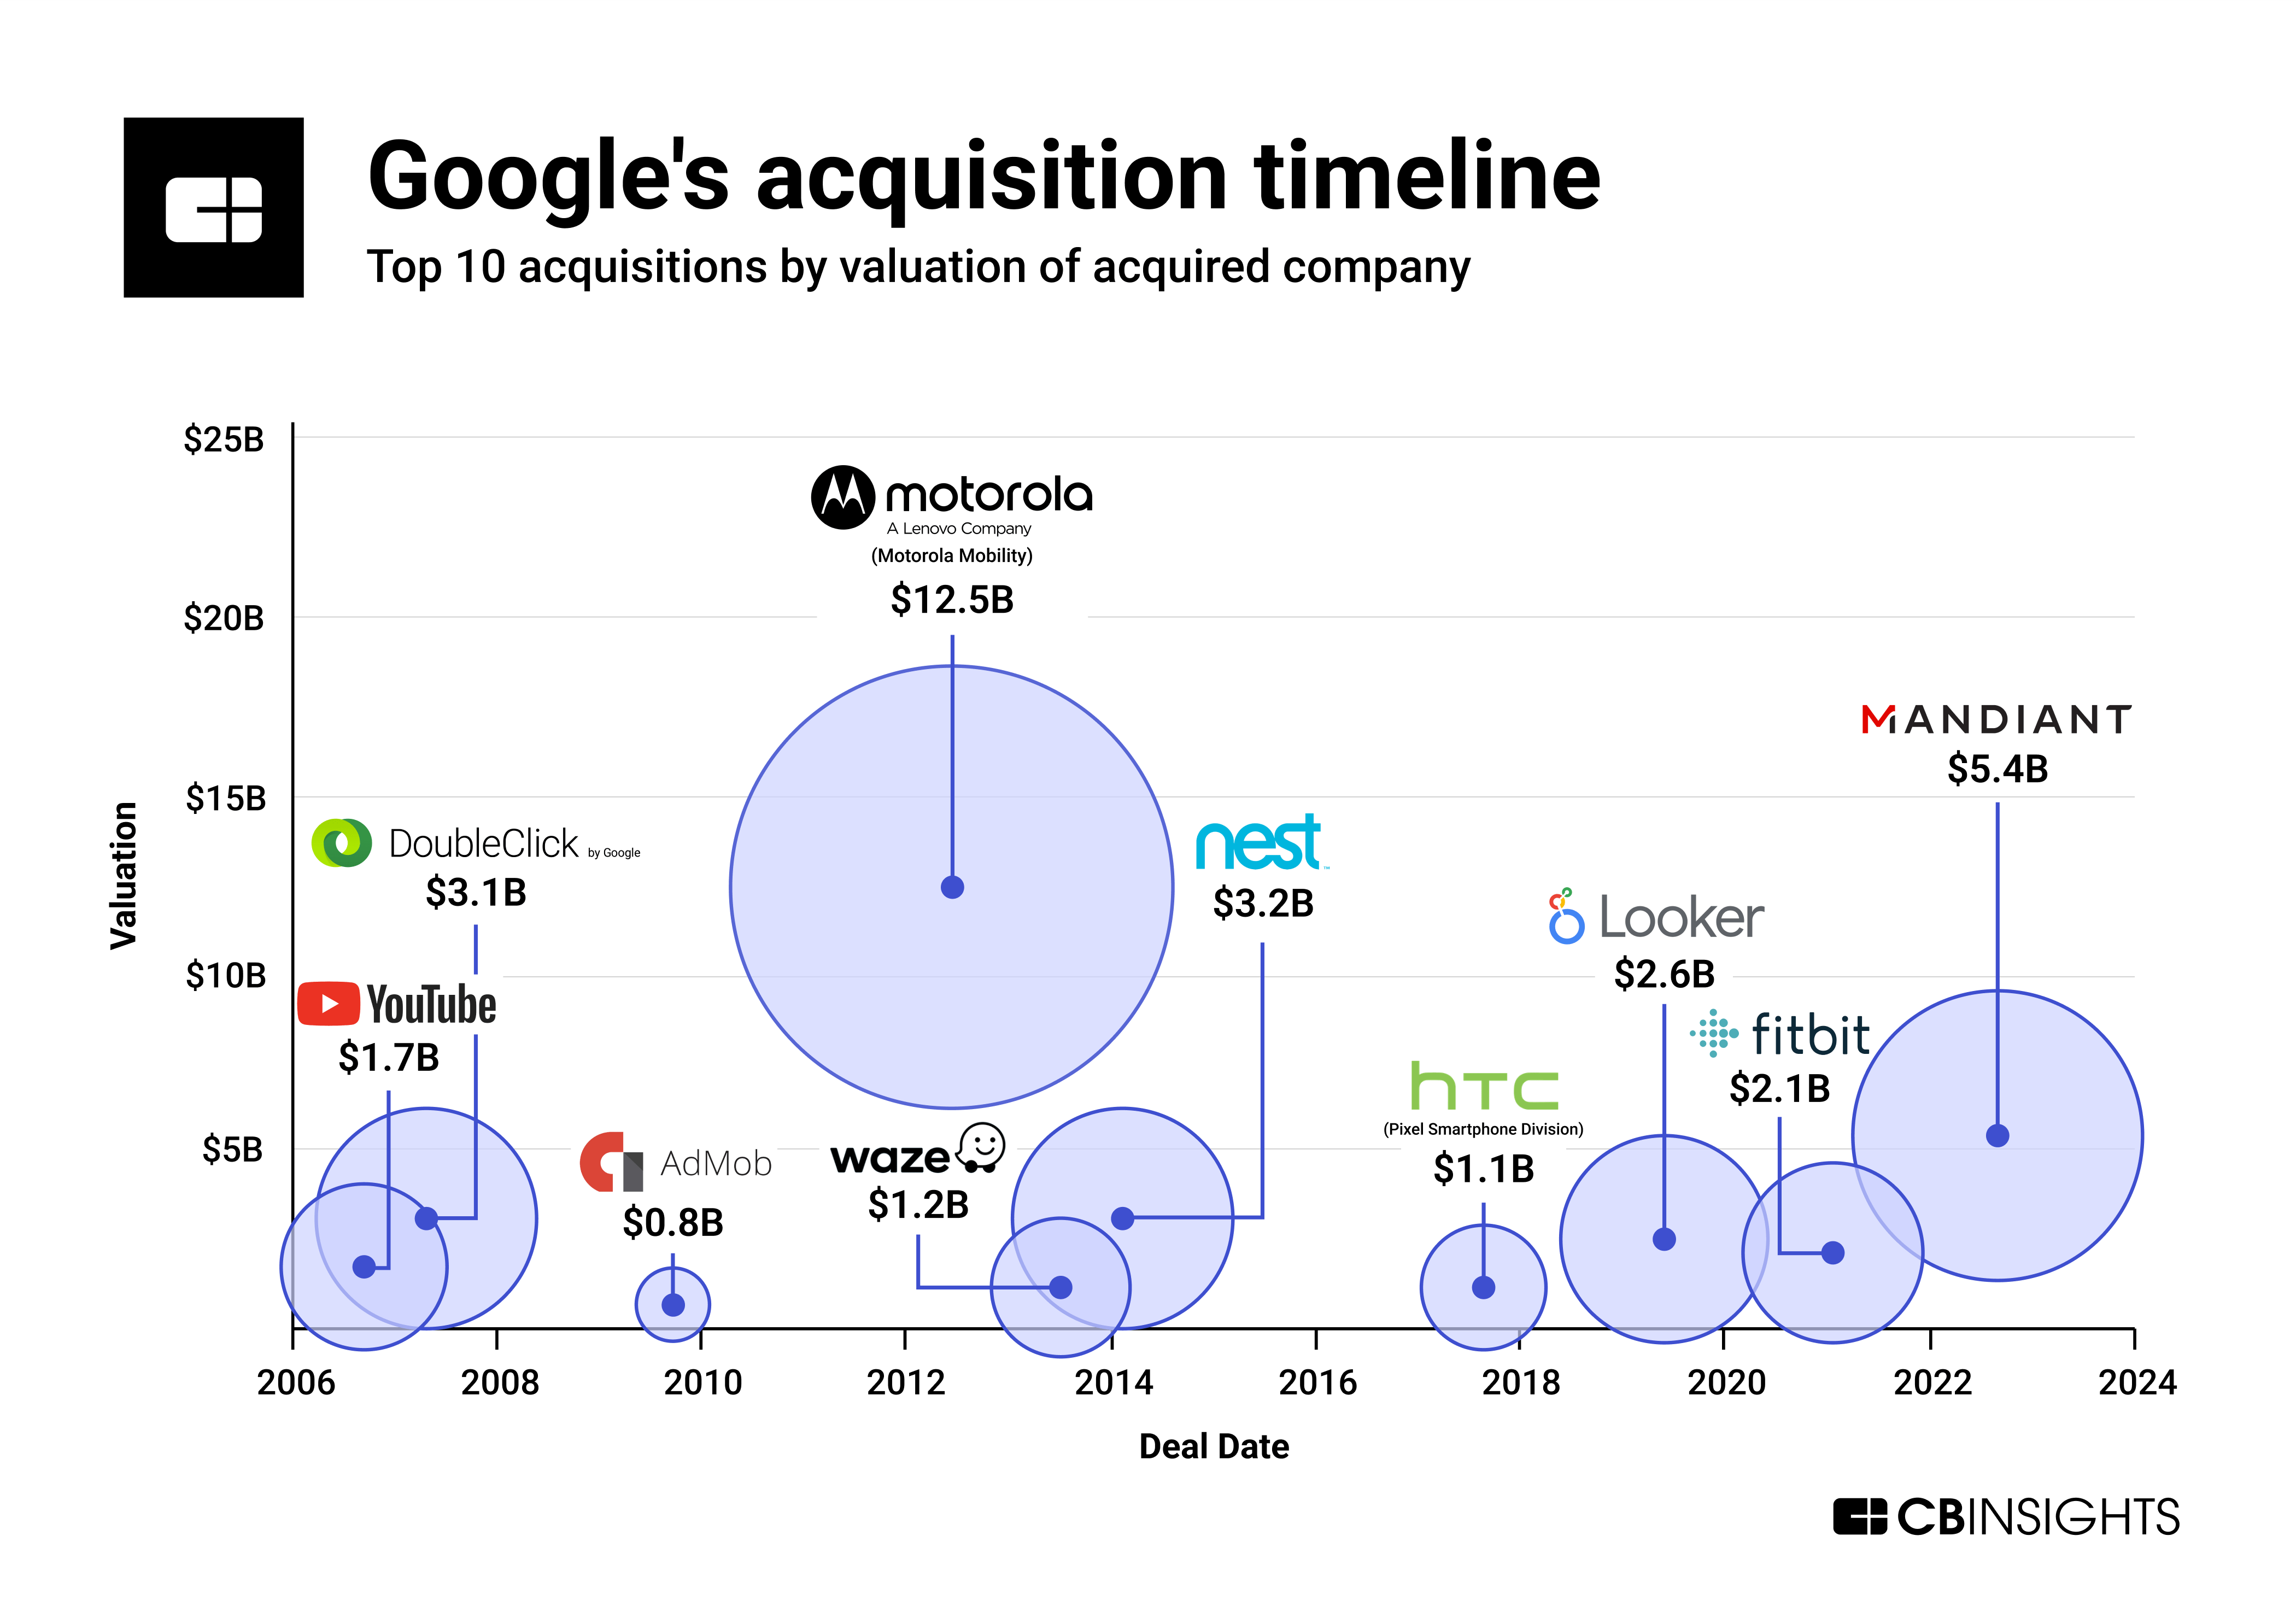 Google's acquisition timeline
Top 10 acquisitions by valuation of acquired company
$25B
$20B
$15B
$10B
$5B
Valuation
motorola
A Lenovo Company
(Motorola Mobility)
$12.5B
MANDIANT
$5.4B
DoubleClick by Google
$3.1B
nest™
$3.2B
Looker
$2.6B
YouTube
$1.7B
fitbit
$2.1B
hTC
(Pixel Smartphone Division)
$1.1B
AdMob
$0.8B
waze
$1.2B
2006 2008 2010 2012 2014 2016 2018 2020 2022 2024
Deal Date
CBINSIGHTS